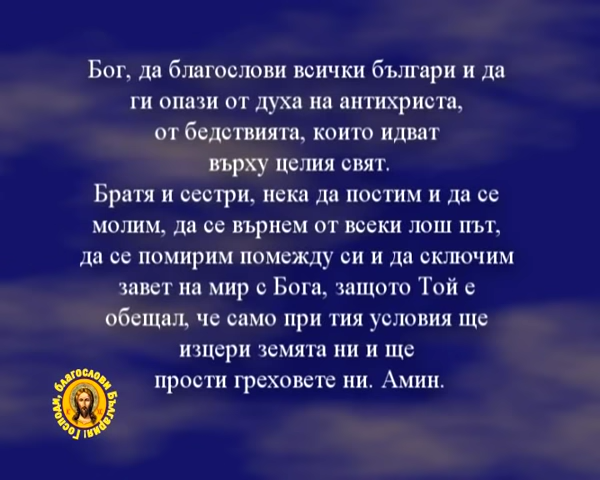 Бог, да благослови всички българи и да
ги опази от духа на антихриста,
от бедствията, които идват
върху целия свят.
Братя и сестри, нека да постим и да се
молим, да се върнем от всеки лош път,
да се помирим помежду си и да сключим
завет на мир с Бога, защото Той е
обещал, че само при тия условия ще
изцери земята ни и ще
прости греховете ни. Амин.
Господи, благослови България!